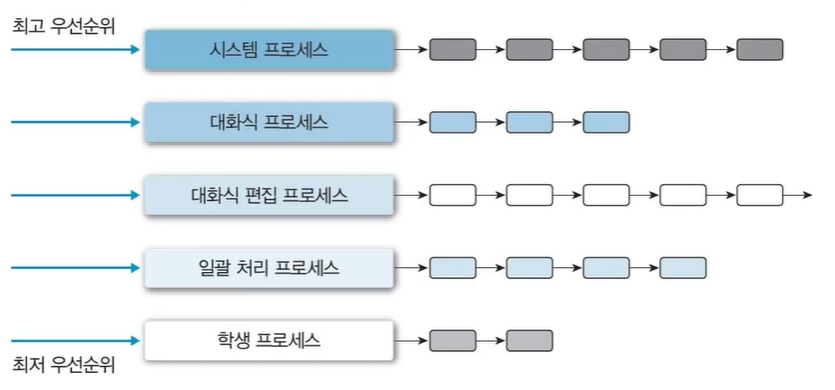 최고 우선순위
시스템 프로세스
대화식 프로세스
대화식 편집 프로세스
일괄 처리 프로세스
학생 프로세스
최저 우선순위